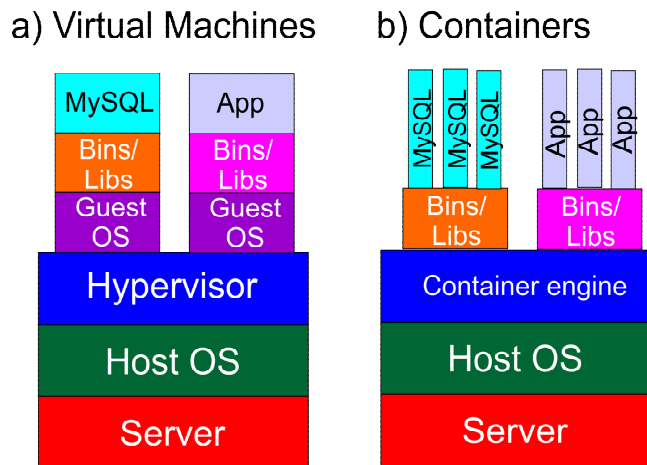 a) Virtual Machines
MySQL
App
Bins/
Libs
Bins/
Libs
Guest
OS
Guest
OS
Hypervisor
Host OS
Server
b) Containers
MySQL
MySQL
MySQL
App
App
App
Bins/
Libs
Bins/
Libs
Container engine
Host OS
Server